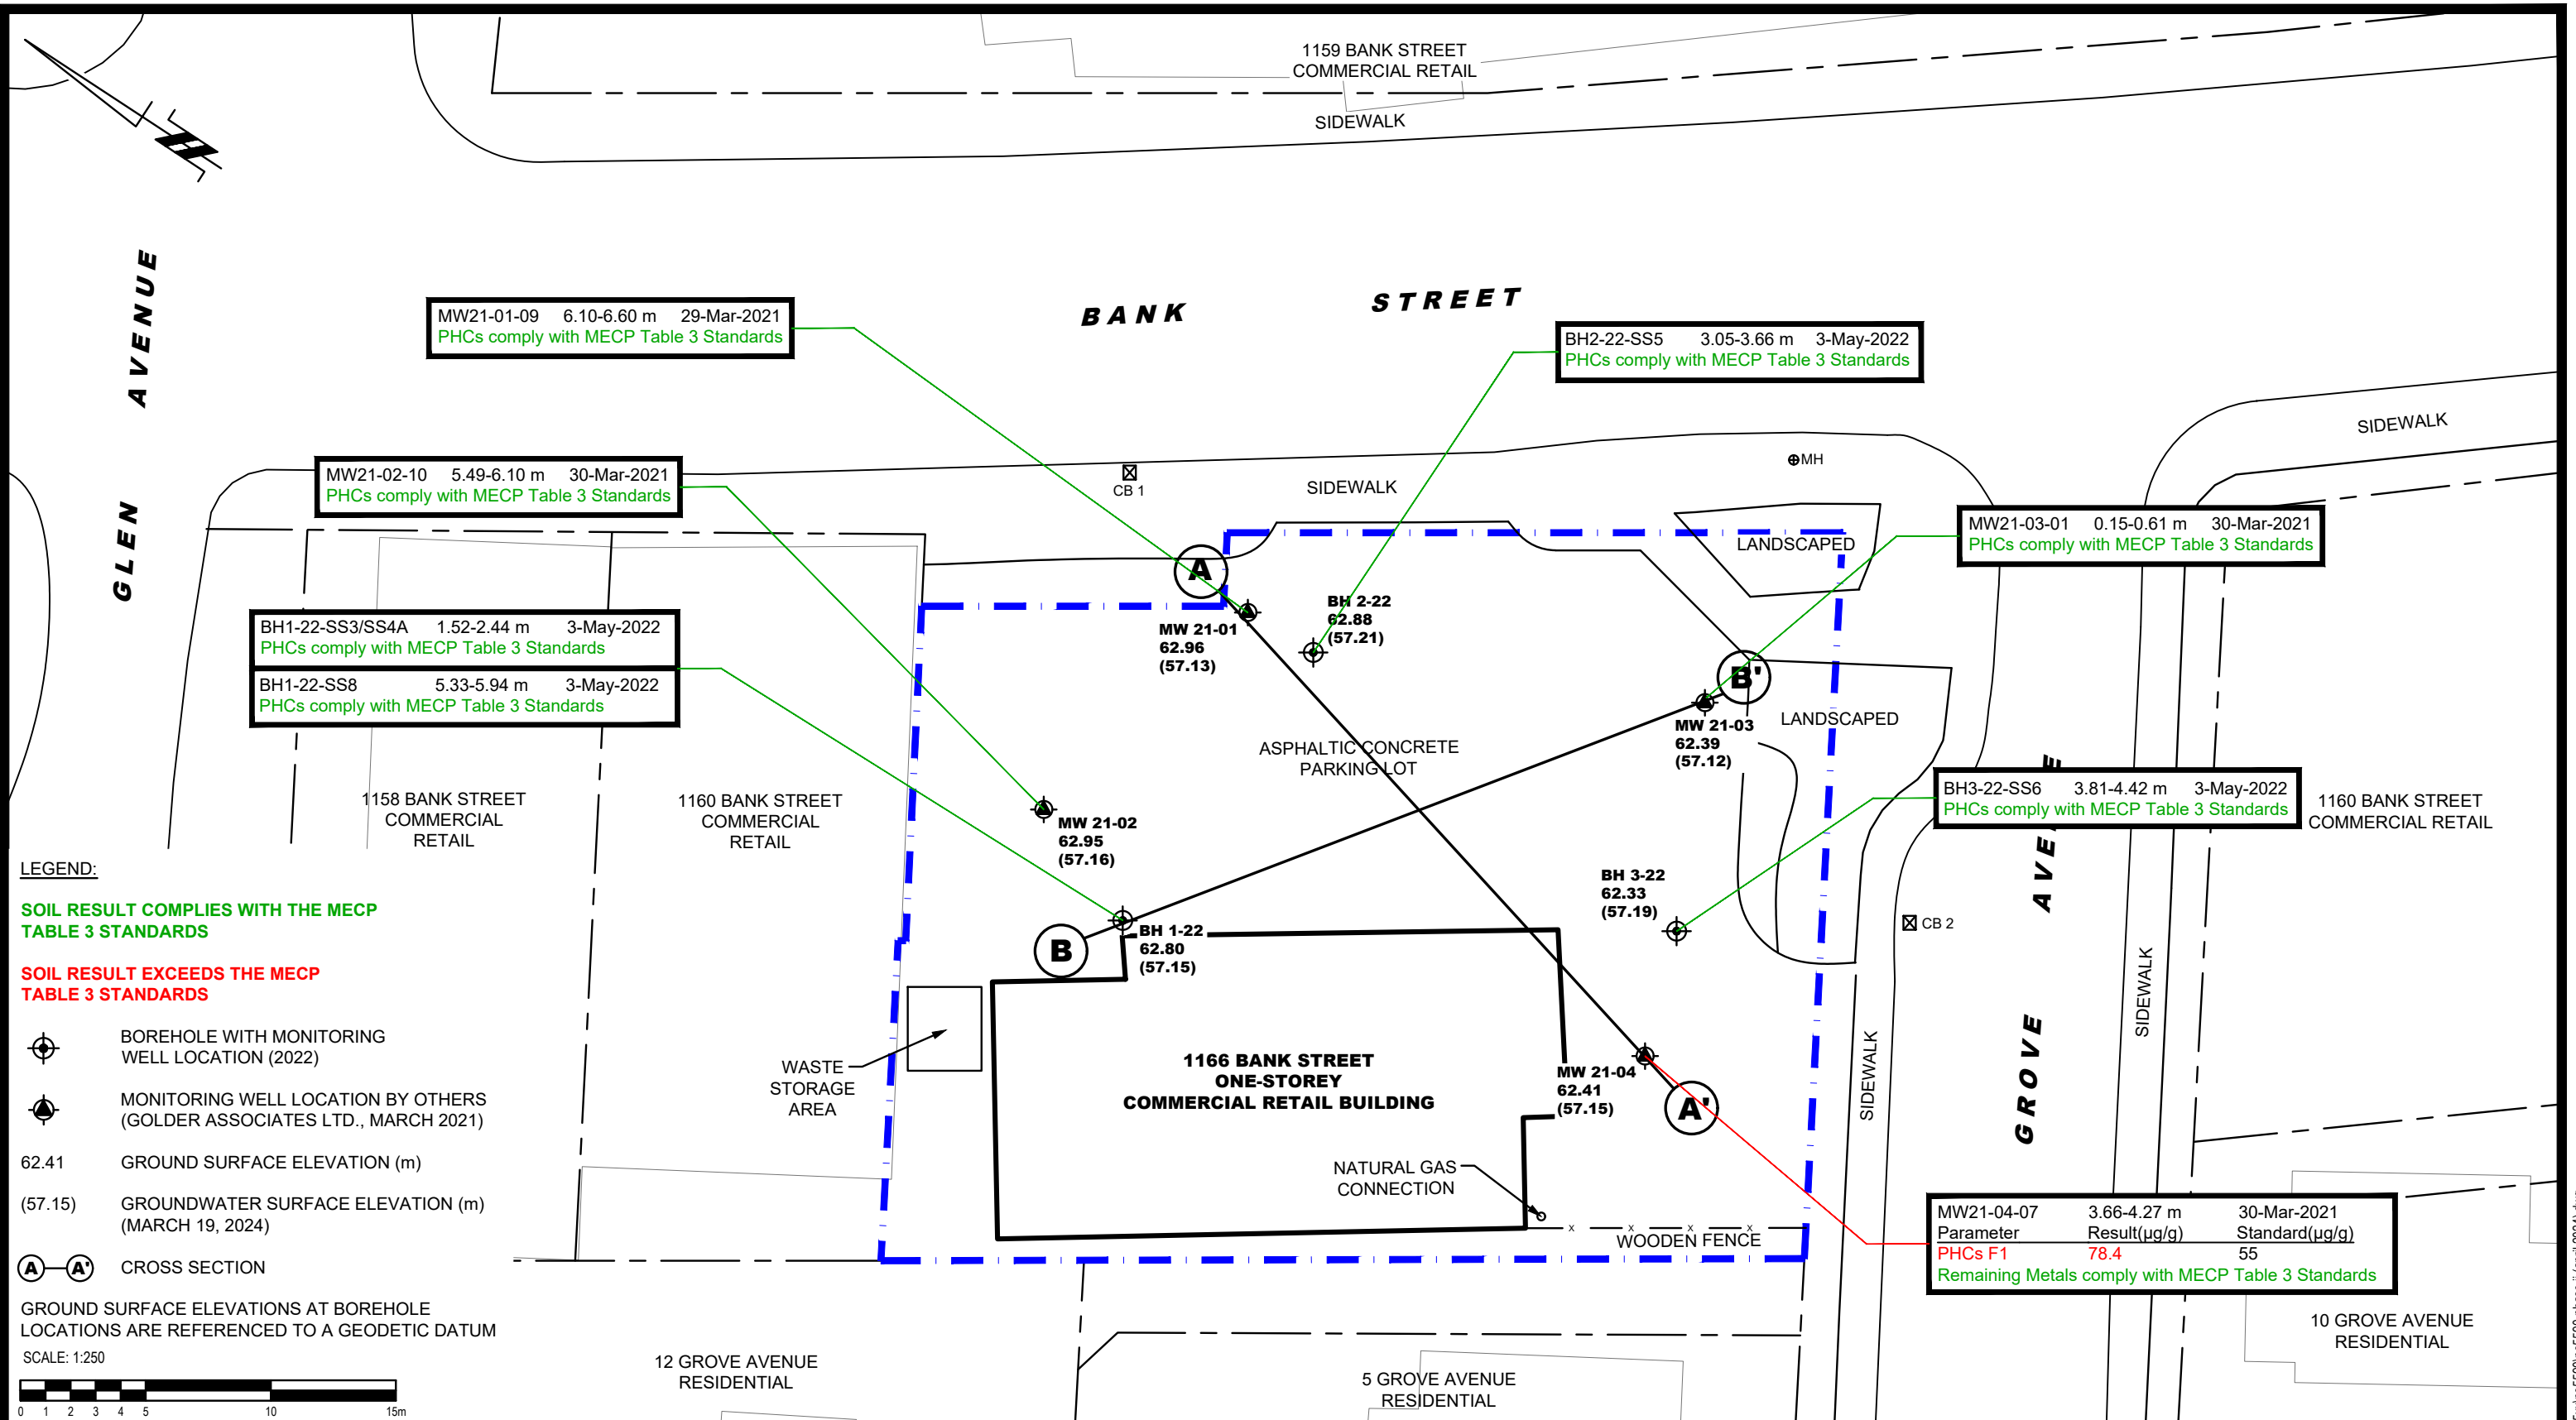 1159 BANK STREET
COMMERCIAL RETAIL
SIDEWALK
GLEN AVENUE
BANK STREET
MW21-01-09 6.10-6.60 m 29-Mar-2021
PHCs comply with MECP Table 3 Standards
BH2-22-SS5 3.05-3.66 m 3-May-2022
PHCs comply with MECP Table 3 Standards
SIDEWALK
MW21-02-10 5.49-6.10 m 30-Mar-2021
PHCs comply with MECP Table 3 Standards
CB 1
SIDEWALK
MH
MW21-03-01 0.15-0.61 m 30-Mar-2021
PHCs comply with MECP Table 3 Standards
LANDSCAPED
A
BH1-22-SS3/SS4A 1.52-2.44 m 3-May-2022
PHCs comply with MECP Table 3 Standards
BH1-22-SS8 5.33-5.94 m 3-May-2022
PHCs comply with MECP Table 3 Standards
MW 21-01
62.96
(57.13)
BH 2-22
62.88
(57.21)
B'
MW 21-03
62.39
(57.12)
LANDSCAPED
ASPHALTIC CONCRETE
PARKING LOT
1158 BANK STREET
COMMERCIAL
RETAIL
1160 BANK STREET
COMMERCIAL
RETAIL
MW 21-02
62.95
(57.16)
BH3-22-SS6 3.81-4.42 m 3-May-2022
PHCs comply with MECP Table 3 Standards
1160 BANK STREET
COMMERCIAL RETAIL
BH 3-22
62.33
(57.19)
CB 2
B
BH 1-22
62.80
(57.15)
GROVE AVE
SIDEWALK
SIDEWALK
WASTE
STORAGE
AREA
1166 BANK STREET
ONE-STOREY
COMMERCIAL RETAIL BUILDING
MW 21-04
62.41
(57.15)
A'
NATURAL GAS
CONNECTION
x x x x
WOODEN FENCE
MW21-04-07 3.66-4.27 m 30-Mar-2021
Parameter Result(µg/g) Standard(µg/g)
PHCs F1 78.4 55
Remaining Metals comply with MECP Table 3 Standards
12 GROVE AVENUE
RESIDENTIAL
5 GROVE AVENUE
RESIDENTIAL
10 GROVE AVENUE
RESIDENTIAL
LEGEND:
SOIL RESULT COMPLIES WITH THE MECP
TABLE 3 STANDARDS
SOIL RESULT EXCEEDS THE MECP
TABLE 3 STANDARDS
BOREHOLE WITH MONITORING
WELL LOCATION (2022)
MONITORING WELL LOCATION BY OTHERS
(GOLDER ASSOCIATES LTD., MARCH 2021)
62.41 GROUND SURFACE ELEVATION (m)
(57.15) GROUNDWATER SURFACE ELEVATION (m)
(MARCH 19, 2024)
A A' CROSS SECTION
GROUND SURFACE ELEVATIONS AT BOREHOLE
LOCATIONS ARE REFERENCED TO A GEODETIC DATUM
SCALE: 1:250
0 1 2 3 4 5 10 15m